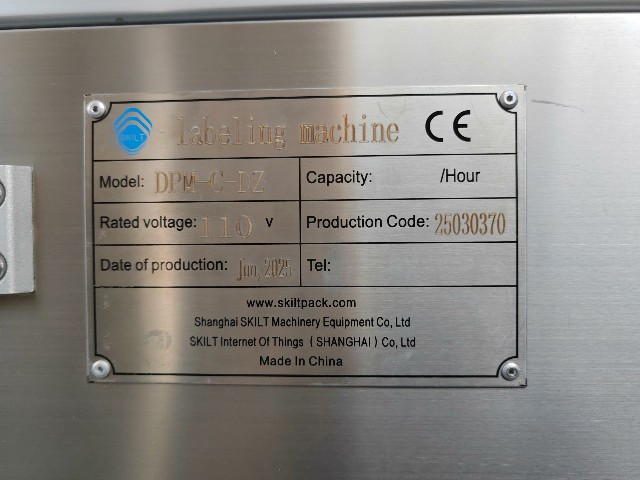 SKILT labeling machine CE
Model: DPM-C-DZ Capacity: /Hour
Rated voltage: 110 v Production Code: 25030370
Date of production: Jun, 2025 Tel:
www.skiltpack.com
Shanghai SKILT Machinery Equipment Co, Ltd
SKILT Internet Of Things (SHANGHAI) Co, Ltd
Made In China